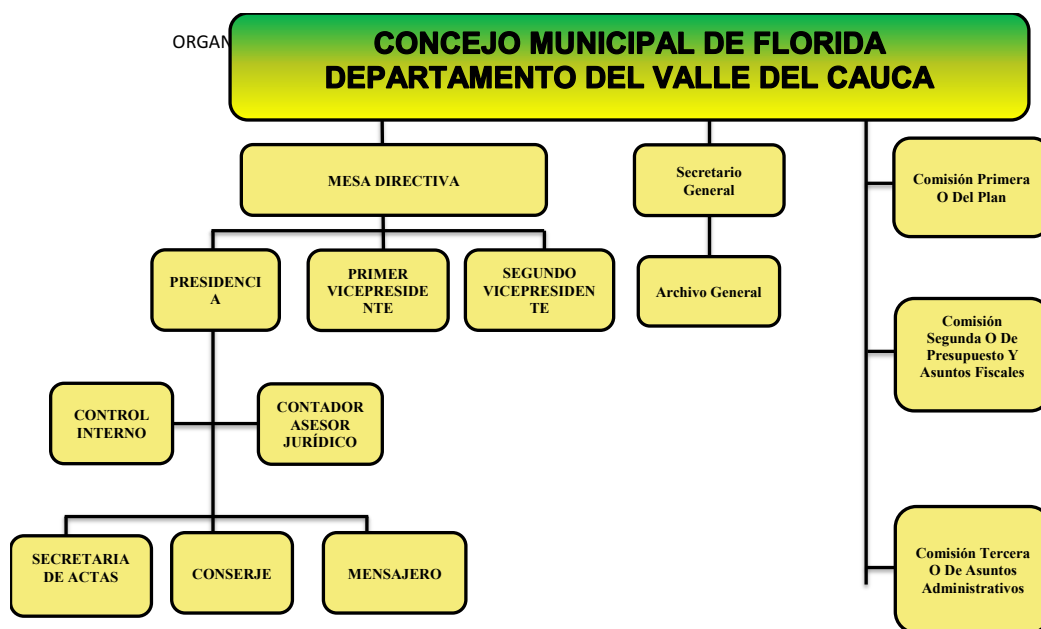 ORGAN
CONCEJO MUNICIPAL DE FLORIDA
DEPARTAMENTO DEL VALLE DEL CAUCA
MESA DIRECTIVA
Secretario
General
Comisión Primera
O Del Plan
PRESIDENCI
A
PRIMER
VICEPRESIDE
NTE
SEGUNDO
VICEPRESIDEN
TE
Archivo General
Comisión
Segunda O De
Presupuesto Y
Asuntos Fiscales
CONTROL
INTERNO
CONTADOR
ASESOR
JURÍDICO
SECRETARIA
DE ACTAS
CONSERJE
MENSAJERO
Comisión Tercera
O De Asuntos
Administrativos